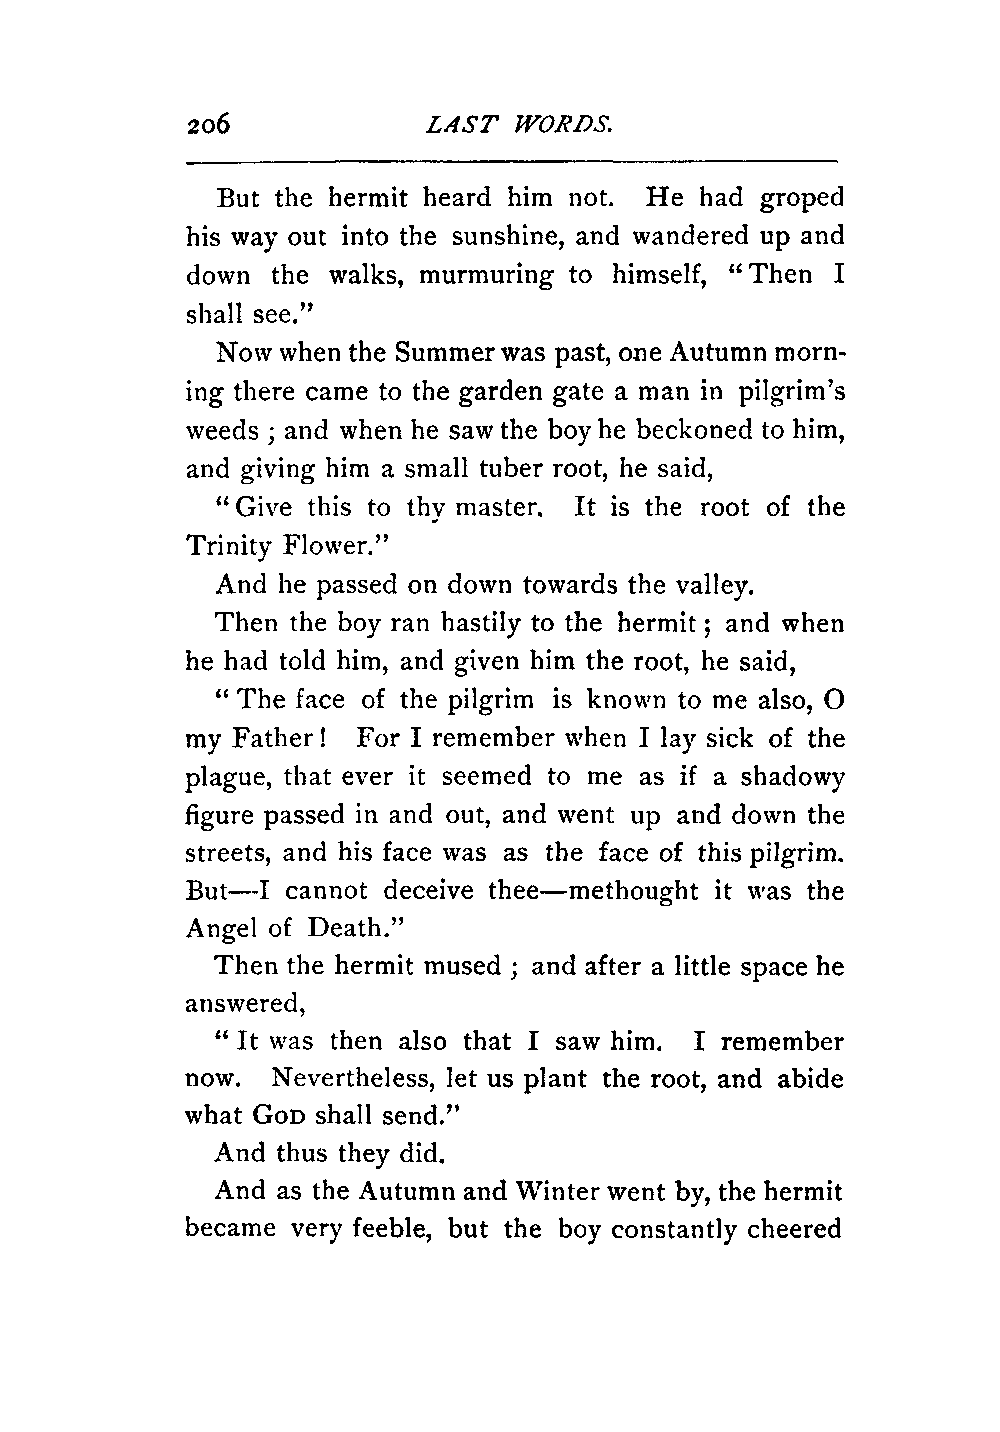 206 LAST WORDS.
But the hermit heard him not. He had groped
his way out into the sunshine, and wandered up and
down the walks, murmuring to himself, “Then I
shall see.”
Now when the Summer was past, one Autumn morn-
ing there came to the garden gate a man in pilgrim’s
weeds ; and when he saw the boy he beckoned to him,
and giving him a small tuber root, he said,
“Give this to thy master. It is the root of the
Trinity Flower.”
And he passed on down towards the valley.
Then the boy ran hastily to the hermit ; and when
he had told him, and given him the root, he said,
“ The face of the pilgrim is known to me also, O
my Father ! For I remember when I lay sick of the
plague, that ever it seemed to me as if a shadowy
figure passed in and out, and went up and down the
streets, and his face was as the face of this pilgrim.
But—I cannot deceive thee—methought it was the
Angel of Death.”
Then the hermit mused ; and after a little space he
answered,
“ It was then also that I saw him. I remember
now. Nevertheless, let us plant the root, and abide
what GOD shall send.”
And thus they did.
And as the Autumn and Winter went by, the hermit
became very feeble, but the boy constantly cheered